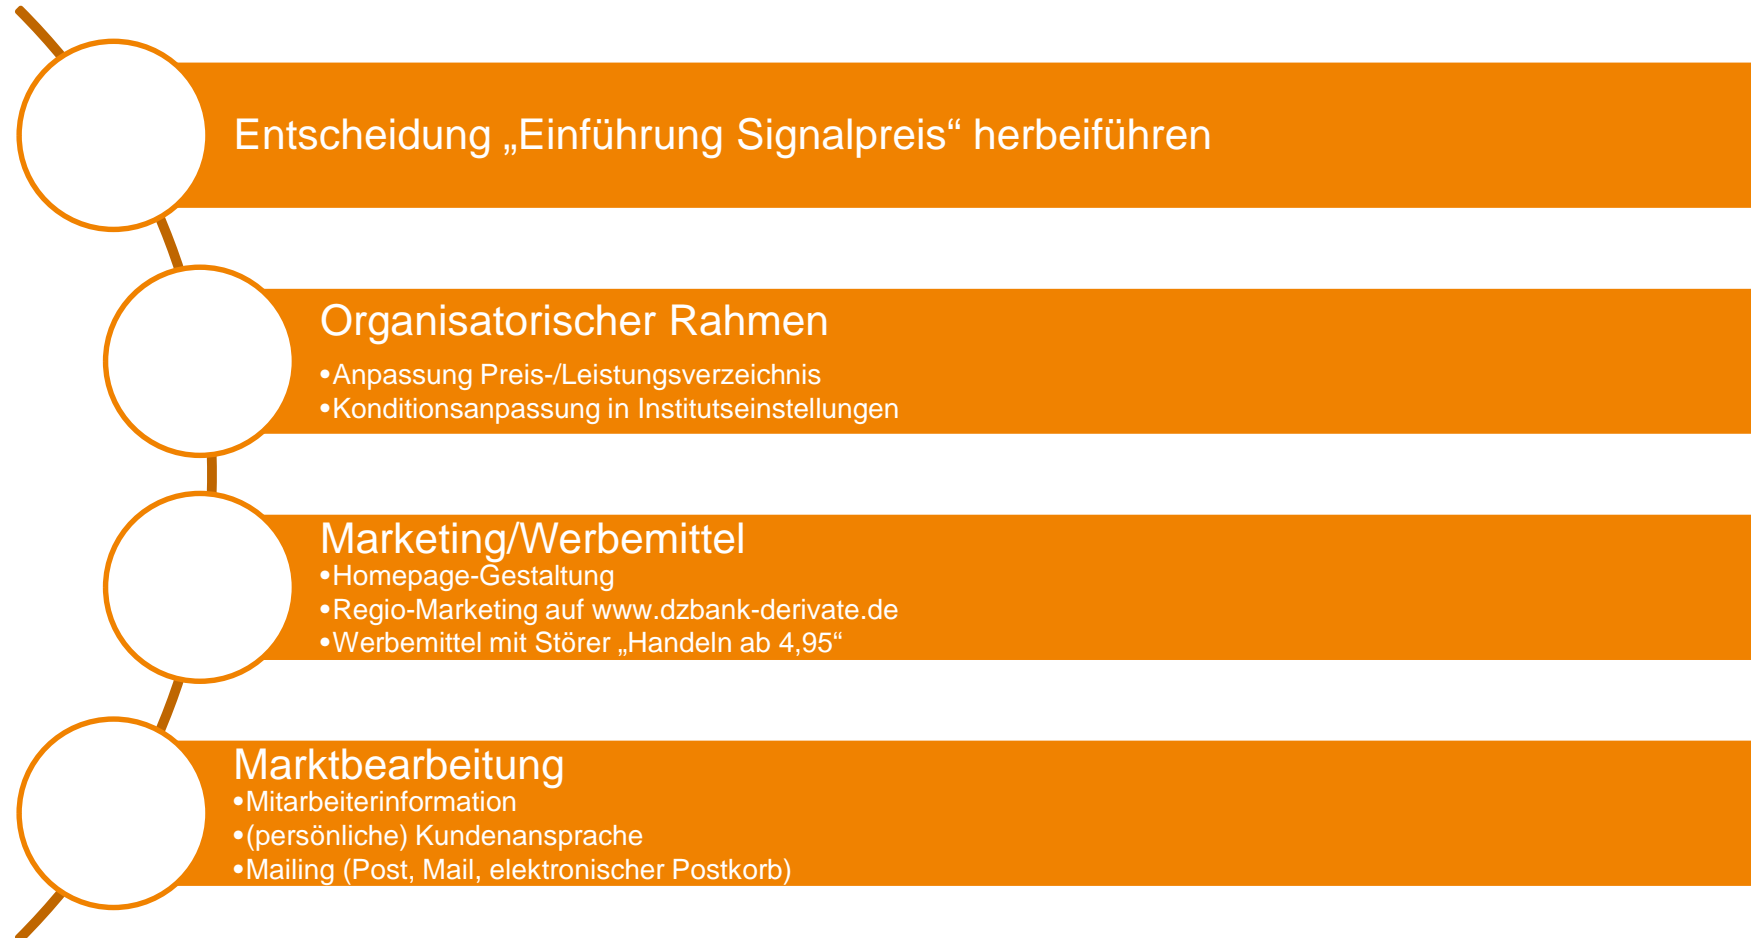 Entscheidung „Einführung Signalpreis“ herbeiführen
Organisatorischer Rahmen
•Anpassung Preis-/Leistungsverzeichnis
•Konditionsanpassung in Institutseinstellungen
Marketing/Werbemittel
•Homepage-Gestaltung
•Regio-Marketing auf www.dzbank-derivate.de
•Werbemittel mit Störer „Handeln ab 4,95“
Marktbearbeitung
•Mitarbeiterinformation
•(persönliche) Kundenansprache
•Mailing (Post, Mail, elektronischer Postkorb)